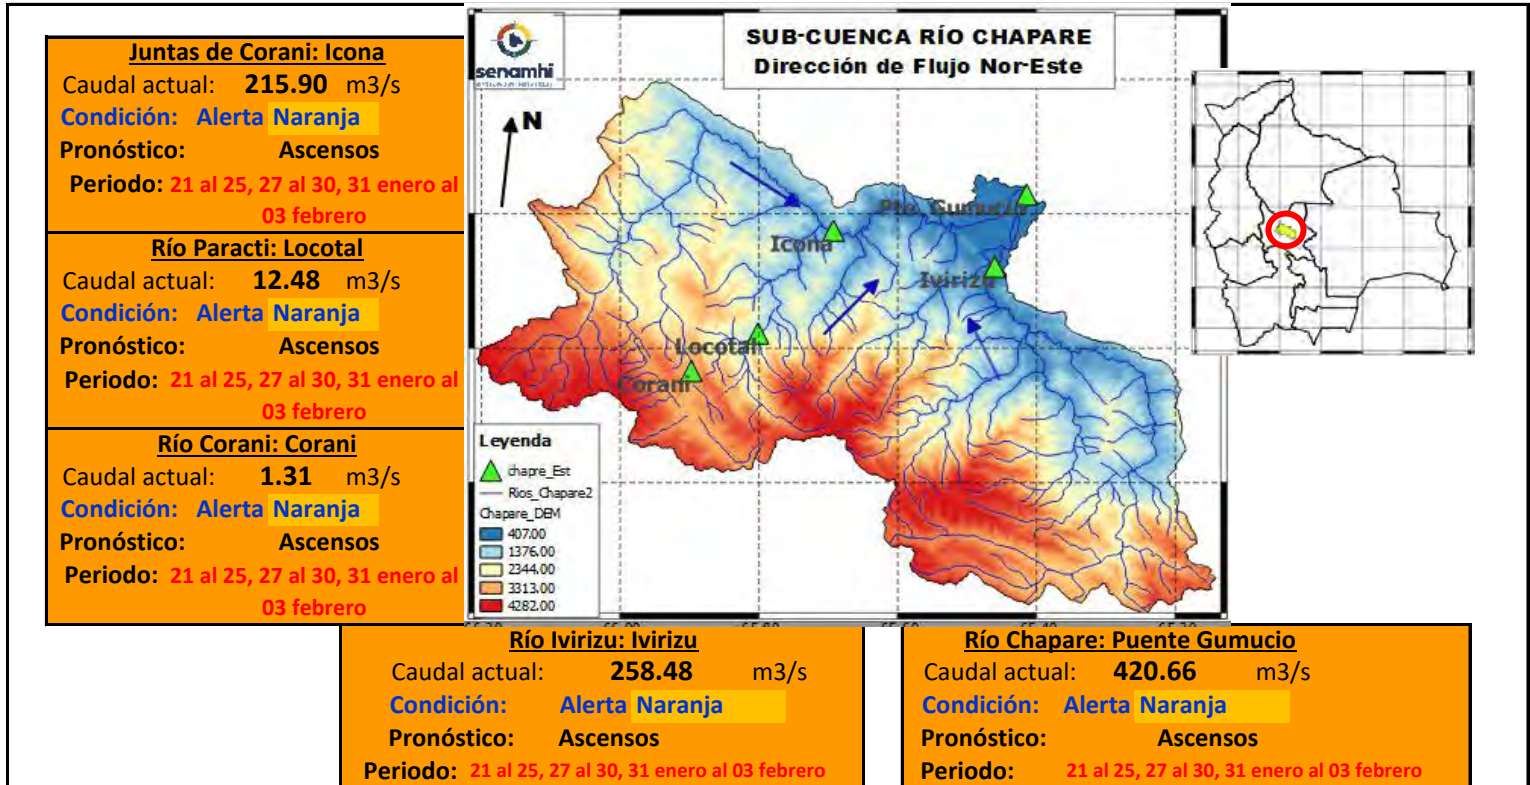 Juntas de Corani: Icona
Caudal actual: 215.90 m3/s
Condición: Alerta Naranja
Pronóstico: Ascensos
Periodo: 21 al 25, 27 al 30, 31 enero al
03 febrero
Río Paracti: Locotal
Caudal actual: 12.48 m3/s
Condición: Alerta Naranja
Pronóstico: Ascensos
Periodo: 21 al 25, 27 al 30, 31 enero al
03 febrero
Río Corani: Corani
Caudal actual: 1.31 m3/s
Condición: Alerta Naranja
Pronóstico: Ascensos
Periodo: 21 al 25, 27 al 30, 31 enero al
03 febrero
senamhi
SUB-CUENCA RÍO CHAPARE
Dirección de Flujo Nor-Este
N
Pte. Gumucio
Icona
Ivirizu
Locotal
Corani
Leyenda
chapre_Est
Rios_Chapare2
Chapare_DEM
407.00
1376.00
2344.00
3313.00
4282.00
Río Ivirizu: Ivirizu
Caudal actual: 258.48 m3/s
Condición: Alerta Naranja
Pronóstico: Ascensos
Periodo: 21 al 25, 27 al 30, 31 enero al 03 febrero
Río Chapare: Puente Gumucio
Caudal actual: 420.66 m3/s
Condición: Alerta Naranja
Pronóstico: Ascensos
Periodo: 21 al 25, 27 al 30, 31 enero al 03 febrero